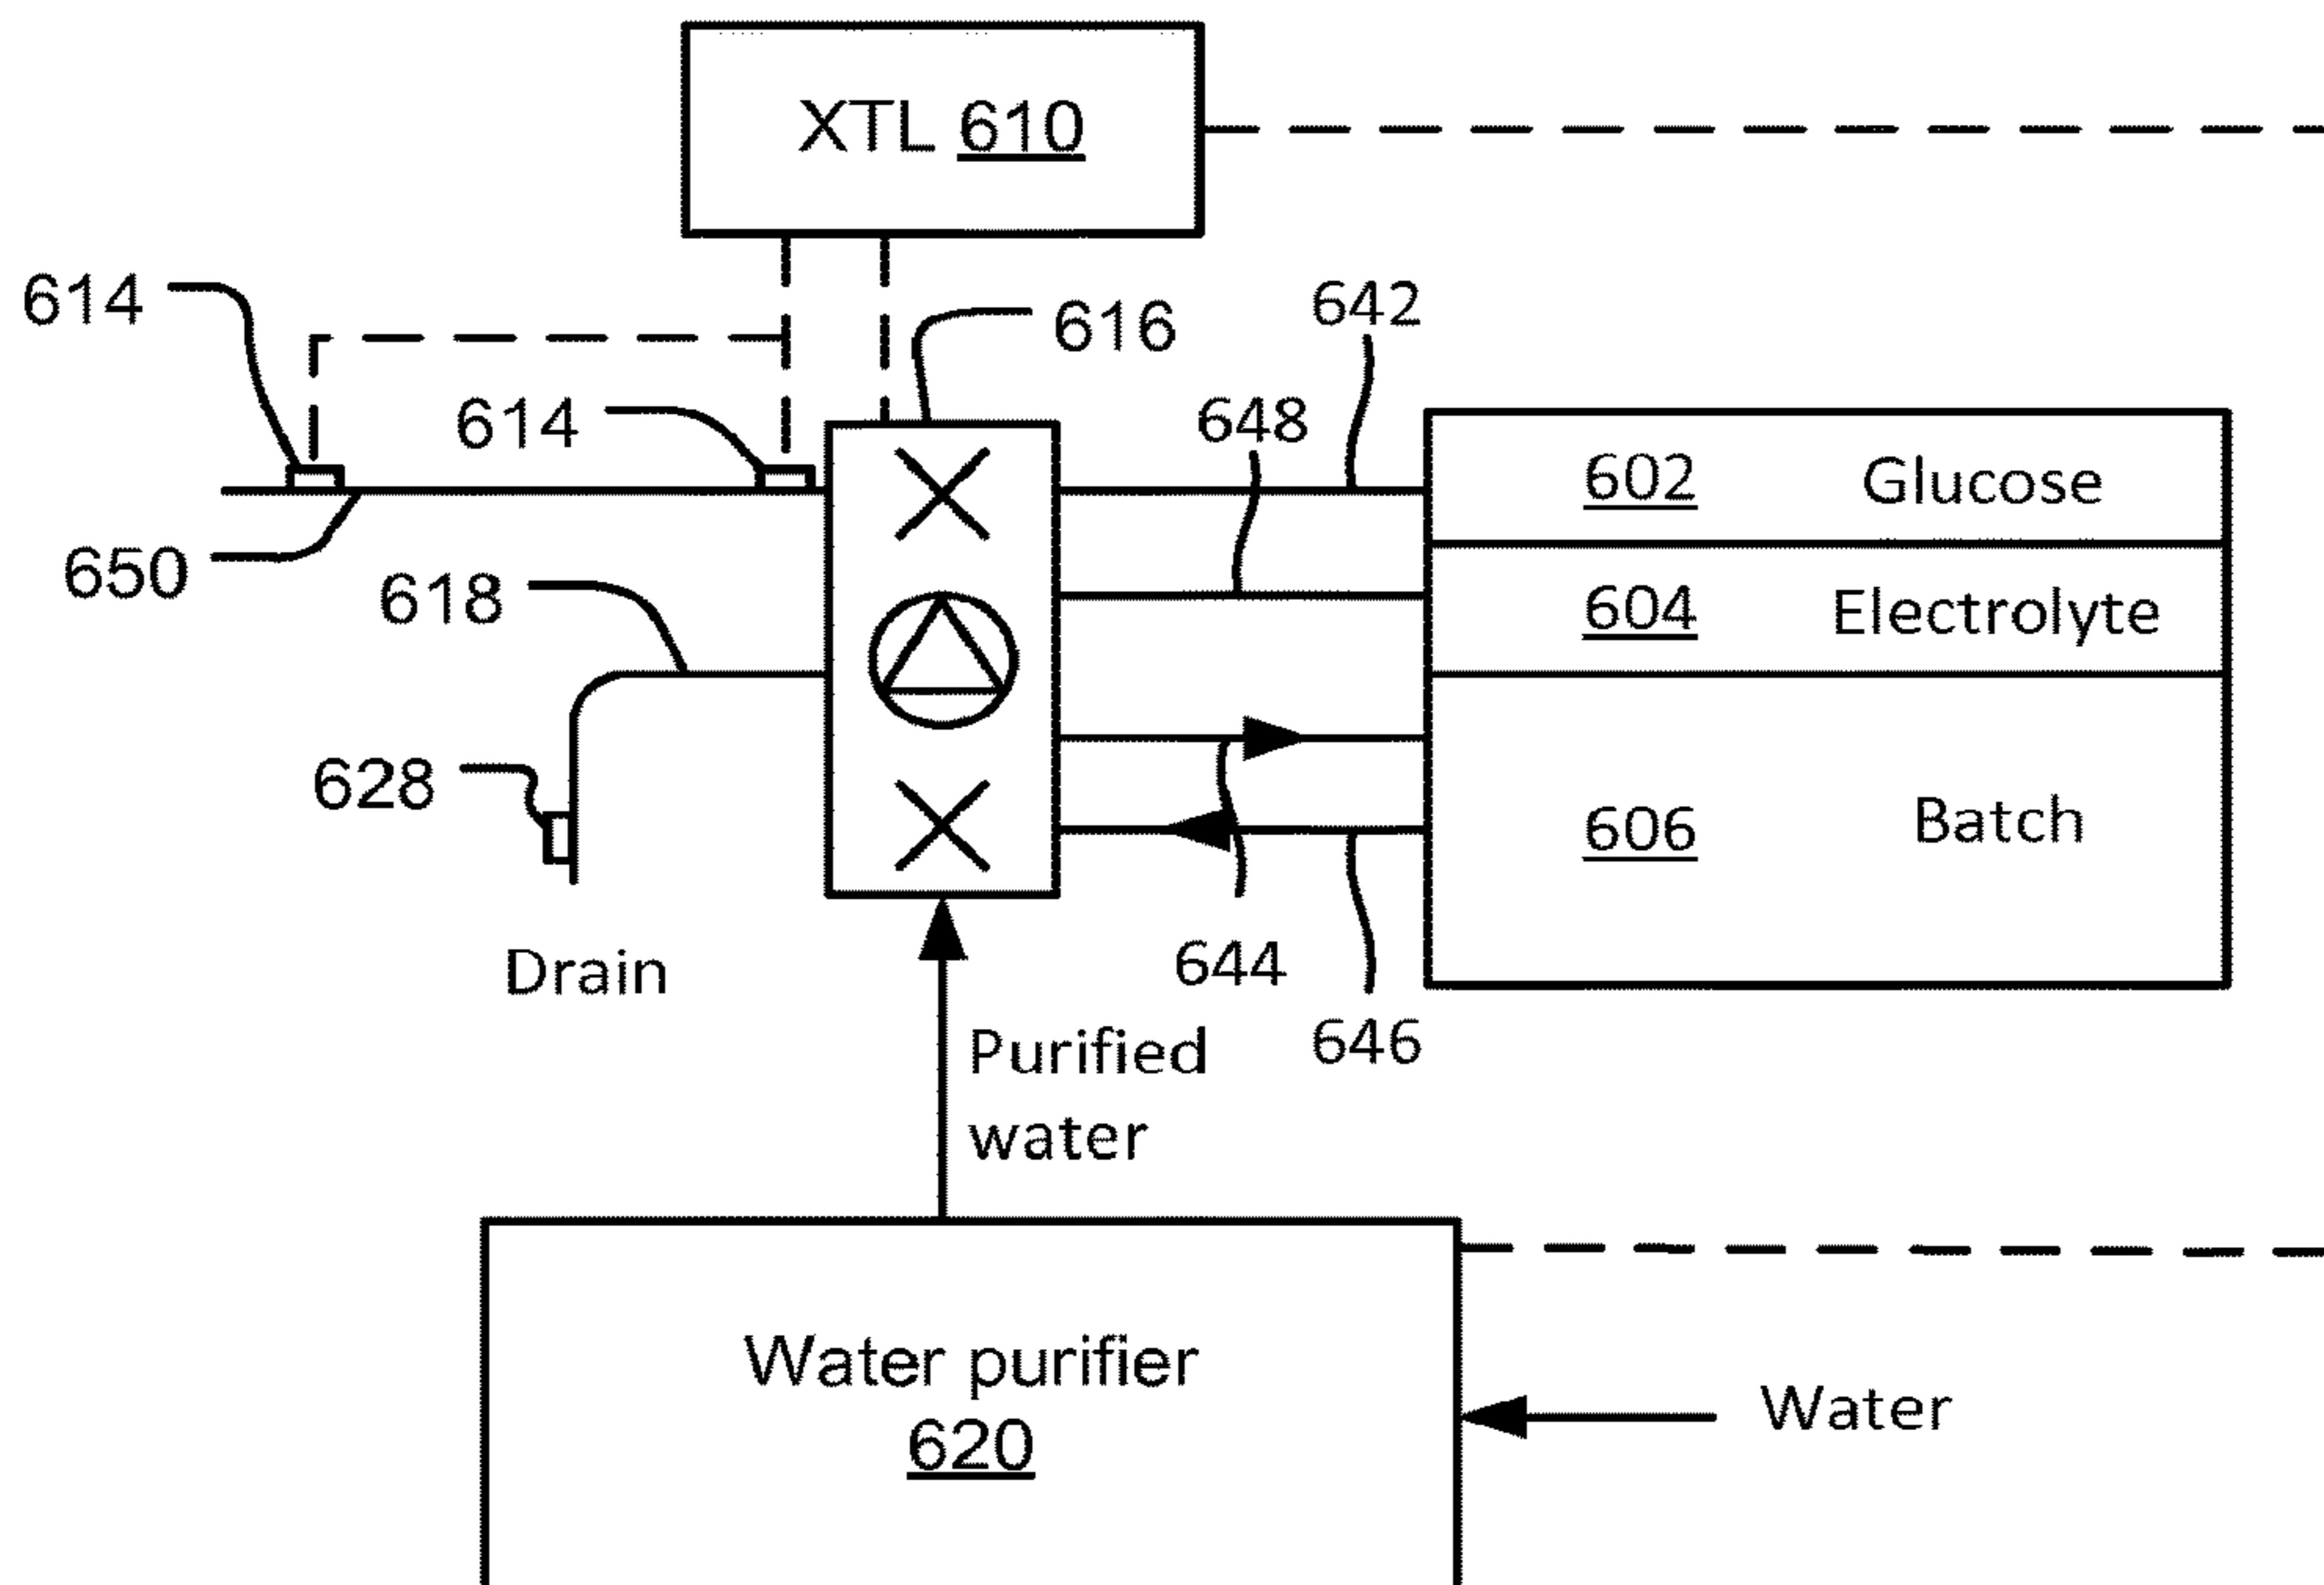 XTL 610
614
616
642
614
648
602 Glucose
650
618
604 Electrolyte
628
606 Batch
Drain
644
646
Purified
water
Water purifier
620
Water